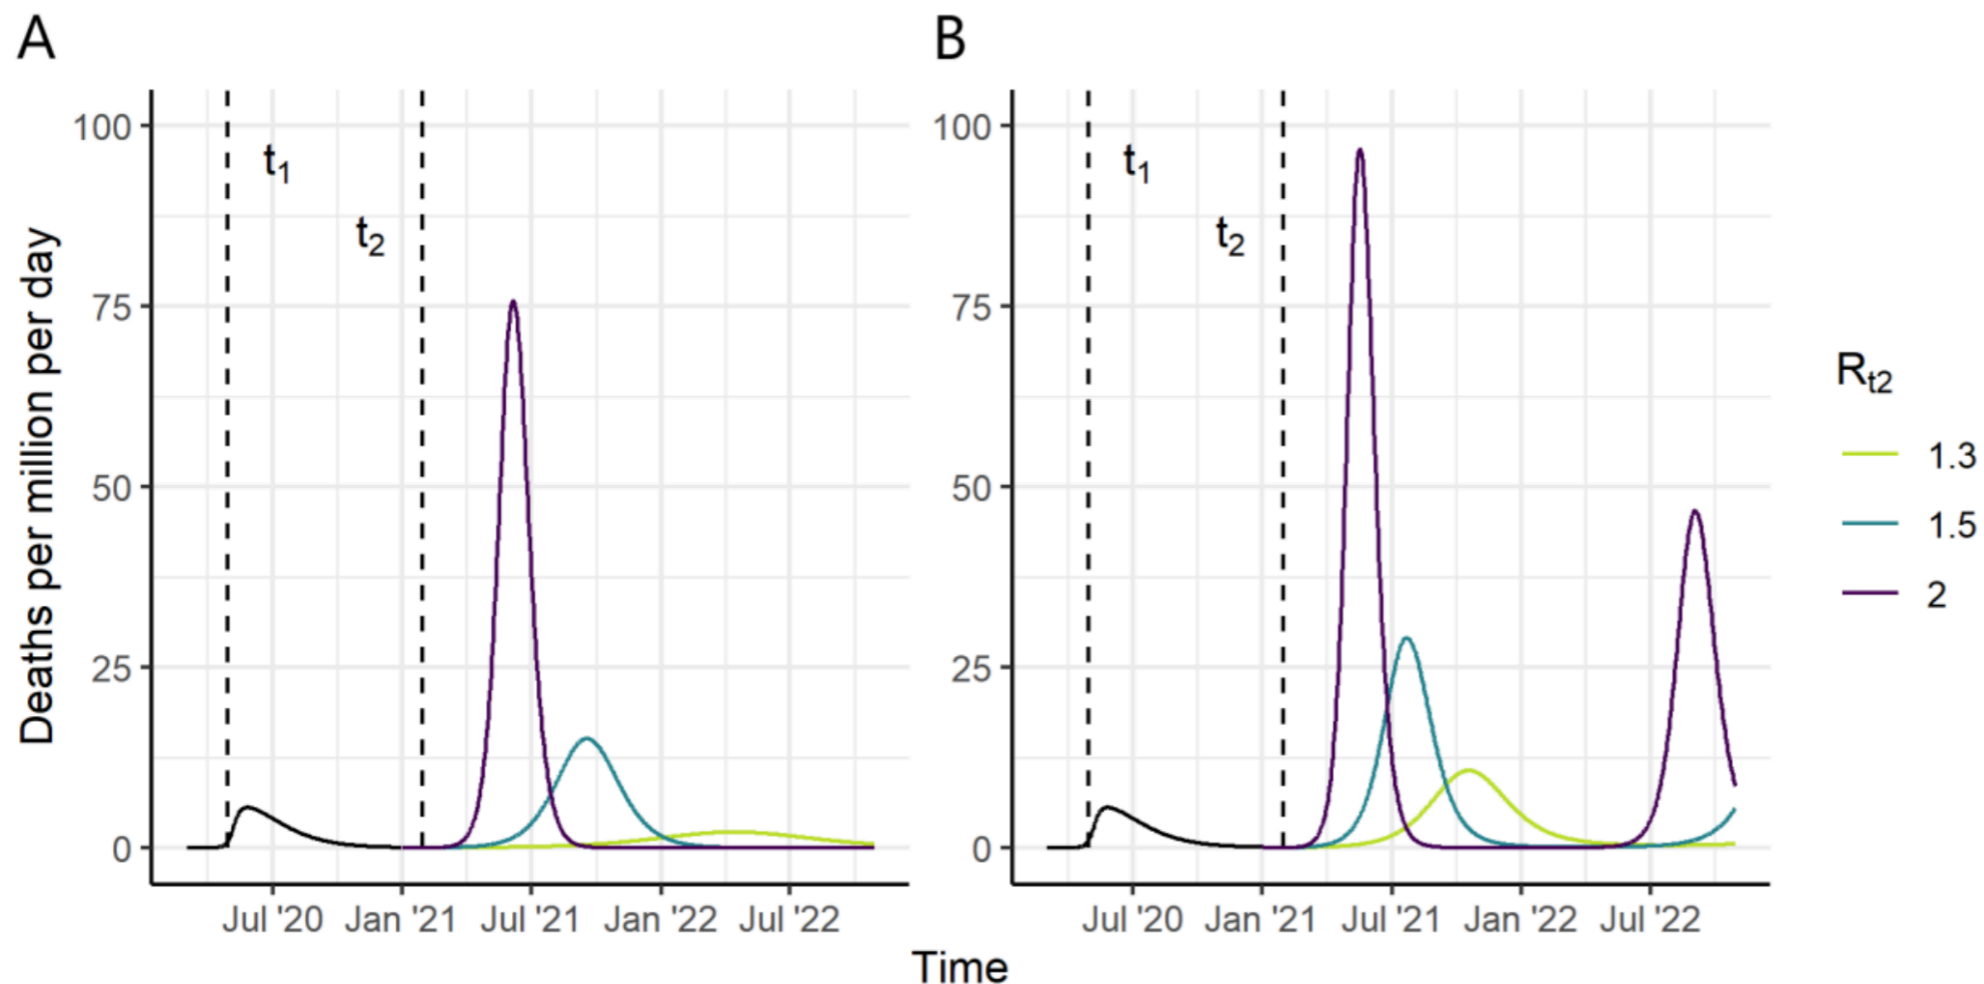 A
B
Deaths per million per day
100
75
50
25
0
t1
t2
Jul '20 Jan '21 Jul '21 Jan '22 Jul '22
100
75
50
25
0
t1
t2
Jul '20 Jan '21 Jul '21 Jan '22 Jul '22
Time
Rt2
1.3
1.5
2